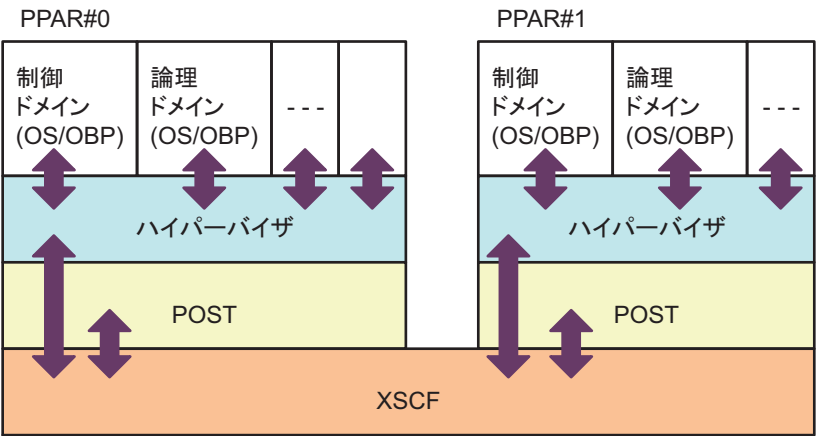 PPAR#0
制御
ドメイン
(OS/OBP)
論理
ドメイン
(OS/OBP)
- - -
ハイパーバイザ
POST
PPAR#1
制御
ドメイン
(OS/OBP)
論理
ドメイン
(OS/OBP)
- - -
ハイパーバイザ
POST
XSCF